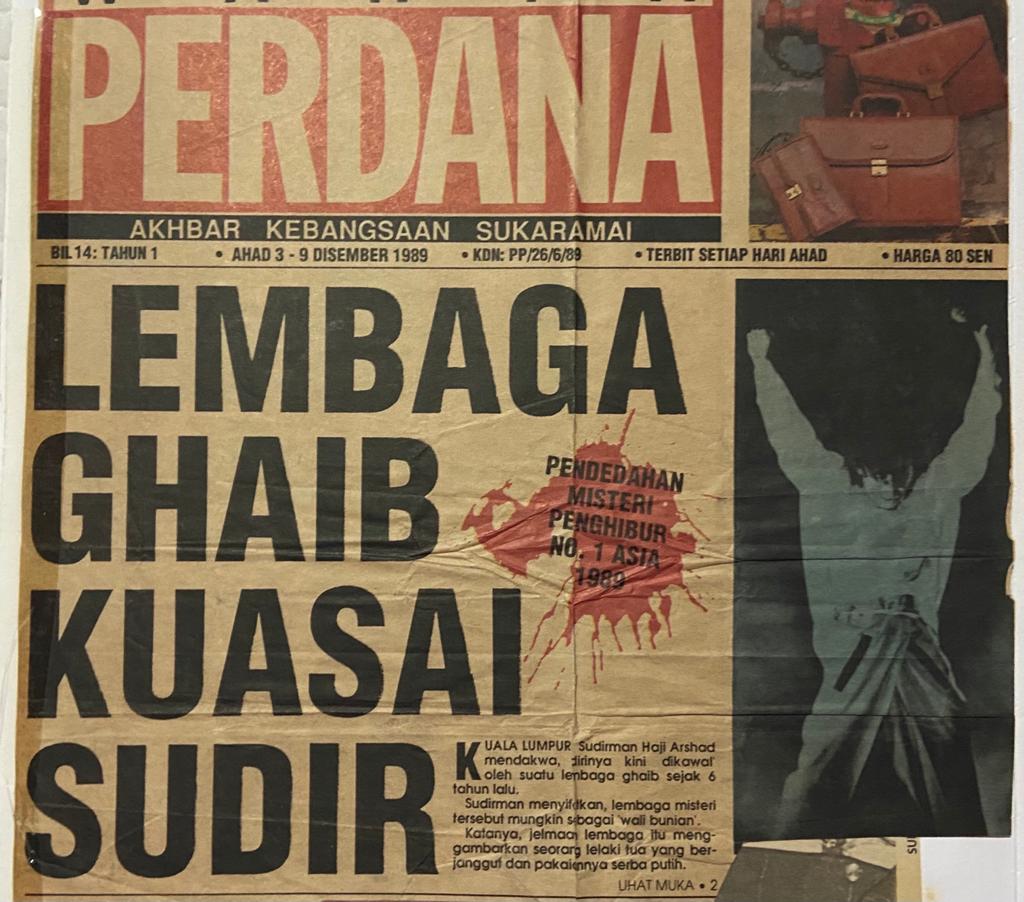 PERDANA
AKHBAR KEBANGSAAN SUKARAMAI
BIL 14: TAHUN 1 • AHAD 3 - 9 DISEMBER 1989 • KDN: PP/26/6/89 • TERBIT SETIAP HARI AHAD • HARGA 80 SEN
LEMBAGA
GHAIB
KUASAI
SUDIR
PENDEDAHAN
MISTERI
PENGHIBUR
NO. 1 ASIA
1989
KUALA LUMPUR Sudirman Haji Arshad
mendakwa, dirinya kini dikawal
oleh suatu lembaga ghaib sejak 6
tahun lalu.
Sudirman menyifatkan, lembaga misteri
tersebut mungkin sebagai 'wali bunian'.
Katanya, jelmaan lembaga itu meng-
gambarkan seorang lelaki tua yang ber-
janggut dan pakaiannya serba putih.
LIHAT MUKA • 2
SU